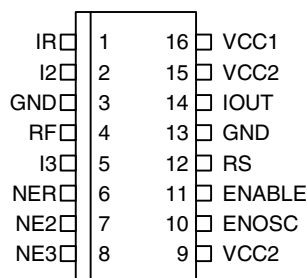 IR 1 16 VCC1
I2 2 15 VCC2
GND 3 14 IOUT
RF 4 13 GND
I3 5 12 RS
NER 6 11 ENABLE
NE2 7 10 ENOSC
NE3 8 9 VCC2